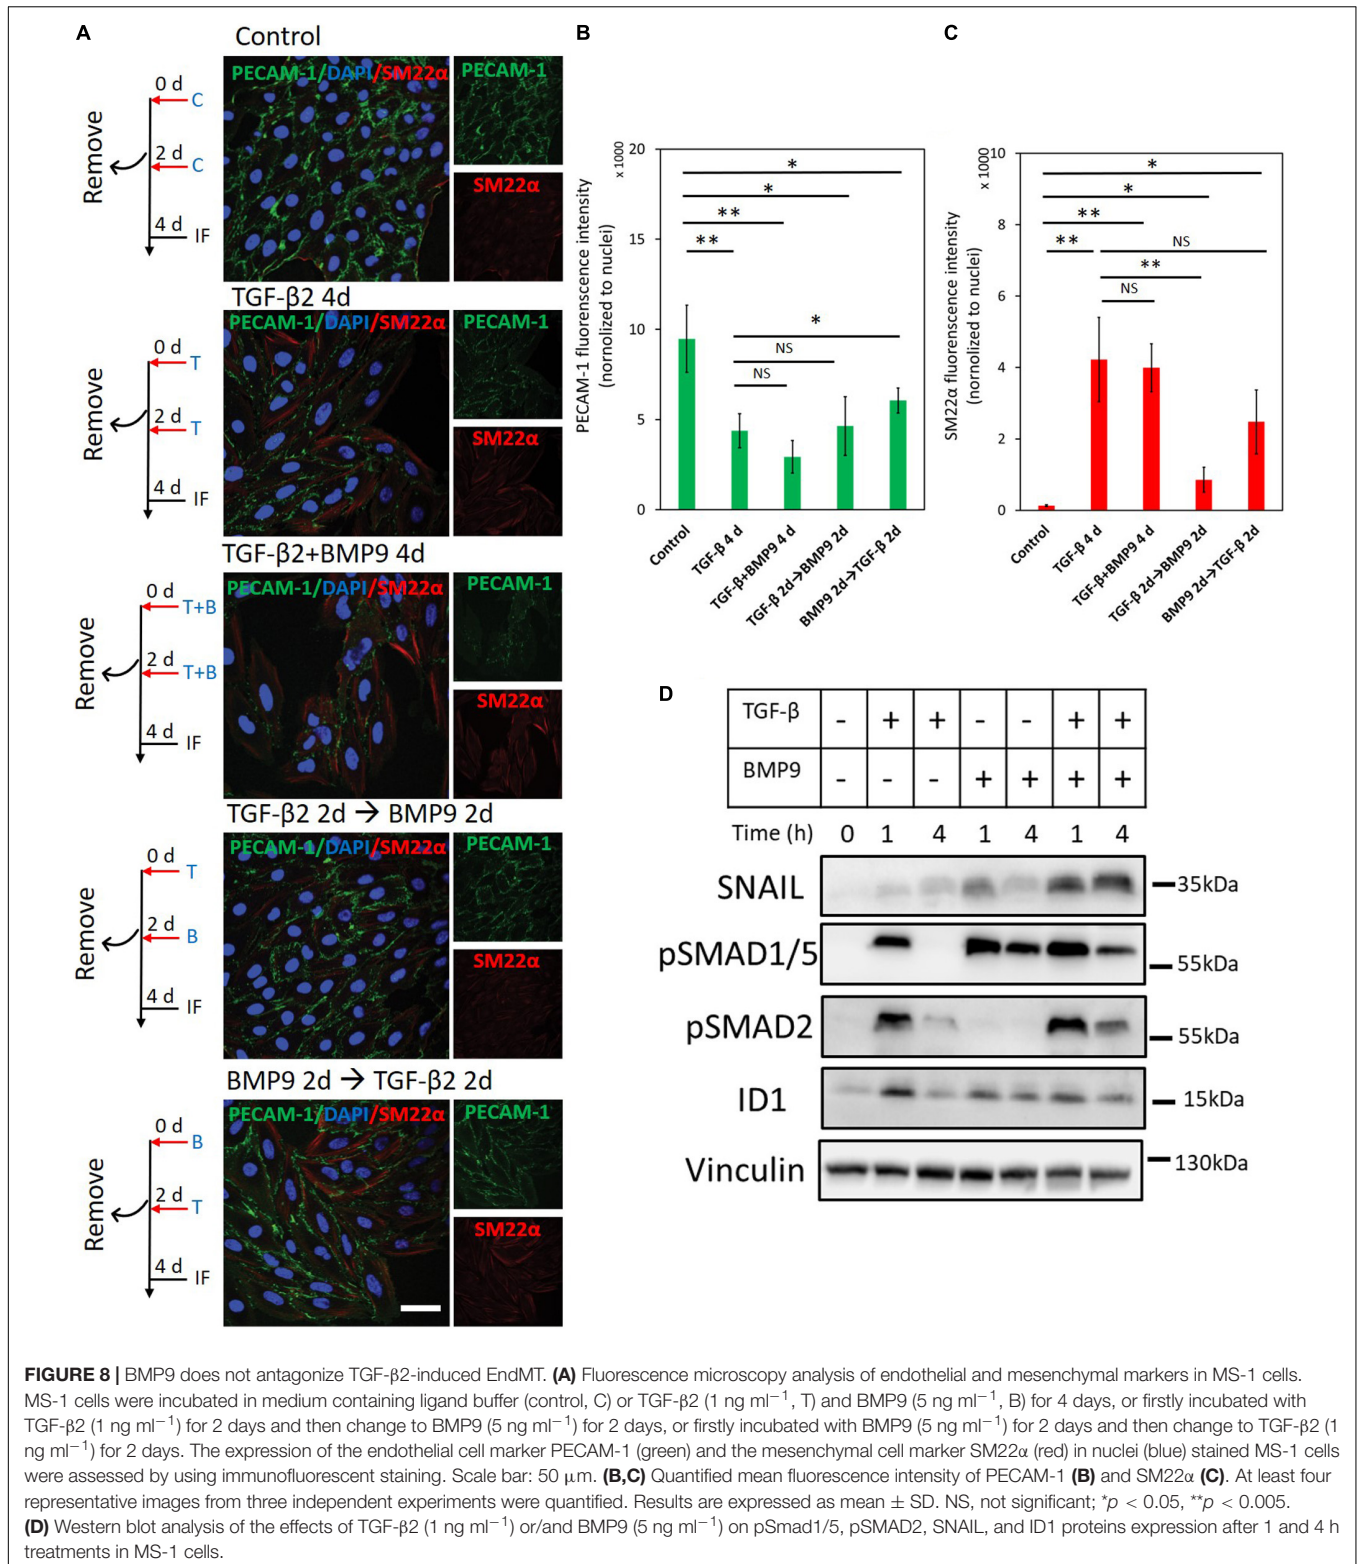 A
Control
PECAM-1/DAPI/SM22α
PECAM-1
SM22α
0 d
C
2 d
C
4 d
IF
Remove
TGF-β2 4d
PECAM-1/DAPI/SM22α
PECAM-1
SM22α
0 d
T
2 d
T
4 d
IF
Remove
TGF-β2+BMP9 4d
PECAM-1/DAPI/SM22α
PECAM-1
SM22α
0 d
T+B
2 d
T+B
4 d
IF
Remove
TGF-β2 2d → BMP9 2d
PECAM-1/DAPI/SM22α
PECAM-1
SM22α
0 d
T
2 d
B
4 d
IF
Remove
BMP9 2d → TGF-β2 2d
PECAM-1/DAPI/SM22α
PECAM-1
SM22α
0 d
B
2 d
T
4 d
IF
Remove
B
x 1000
PECAM-1 fluorenscence intensity
(nornolized to nuclei)
20
15
10
5
0
*
*
**
**
*
NS
NS
Control
TGF-β 4 d
TGF-β+BMP9 4 d
TGF-β 2d→BMP9 2d
BMP9 2d→TGF-β 2d
C
x 1000
SM22α fluorescence intensity
(nornolized to nuclei)
10
8
6
4
2
0
*
*
**
**
NS
**
NS
Control
TGF-β 4 d
TGF-β+BMP9 4 d
TGF-β 2d→BMP9 2d
BMP9 2d→TGF-β 2d
D
TGF-β - + + - - + +
BMP9 - - - + + + +
Time (h) 0 1 4 1 4 1 4
SNAIL 35kDa
pSMAD1/5 55kDa
pSMAD2 55kDa
ID1 15kDa
Vinculin 130kDa
FIGURE 8 | BMP9 does not antagonize TGF-β2-induced EndMT. (A) Fluorescence microscopy analysis of endothelial and mesenchymal markers in MS-1 cells.
MS-1 cells were incubated in medium containing ligand buffer (control, C) or TGF-β2 (1 ng ml⁻¹, T) and BMP9 (5 ng ml⁻¹, B) for 4 days, or firstly incubated with
TGF-β2 (1 ng ml⁻¹) for 2 days and then change to BMP9 (5 ng ml⁻¹) for 2 days, or firstly incubated with BMP9 (5 ng ml⁻¹) for 2 days and then change to TGF-β2 (1
ng ml⁻¹) for 2 days. The expression of the endothelial cell marker PECAM-1 (green) and the mesenchymal cell marker SM22α (red) in nuclei (blue) stained MS-1 cells
were assessed by using immunofluorescent staining. Scale bar: 50 μm. (B,C) Quantified mean fluorescence intensity of PECAM-1 (B) and SM22α (C). At least four
representative images from three independent experiments were quantified. Results are expressed as mean ± SD. NS, not significant; *p < 0.05, **p < 0.005.
(D) Western blot analysis of the effects of TGF-β2 (1 ng ml⁻¹) or/and BMP9 (5 ng ml⁻¹) on pSmad1/5, pSMAD2, SNAIL, and ID1 proteins expression after 1 and 4 h
treatments in MS-1 cells.